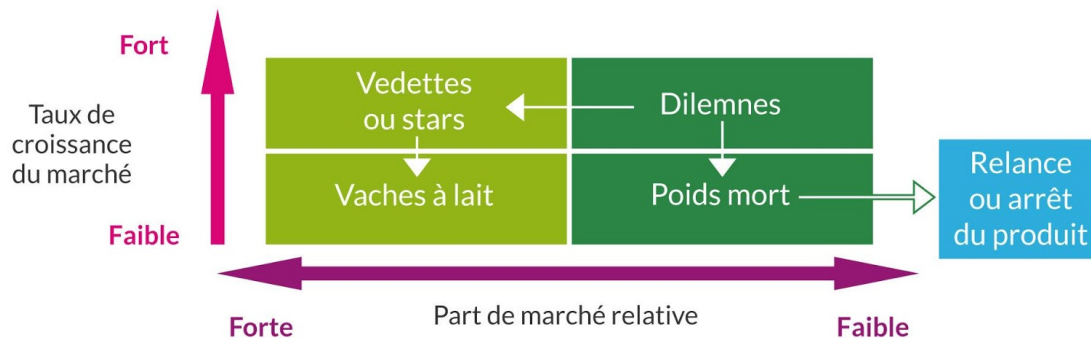 Fort
Taux de
croissance
du marché
Faible
Vedettes
ou stars
Dilemnes
Vaches à lait
Poids mort
Relance
ou arrêt
du produit
Forte
Part de marché relative
Faible